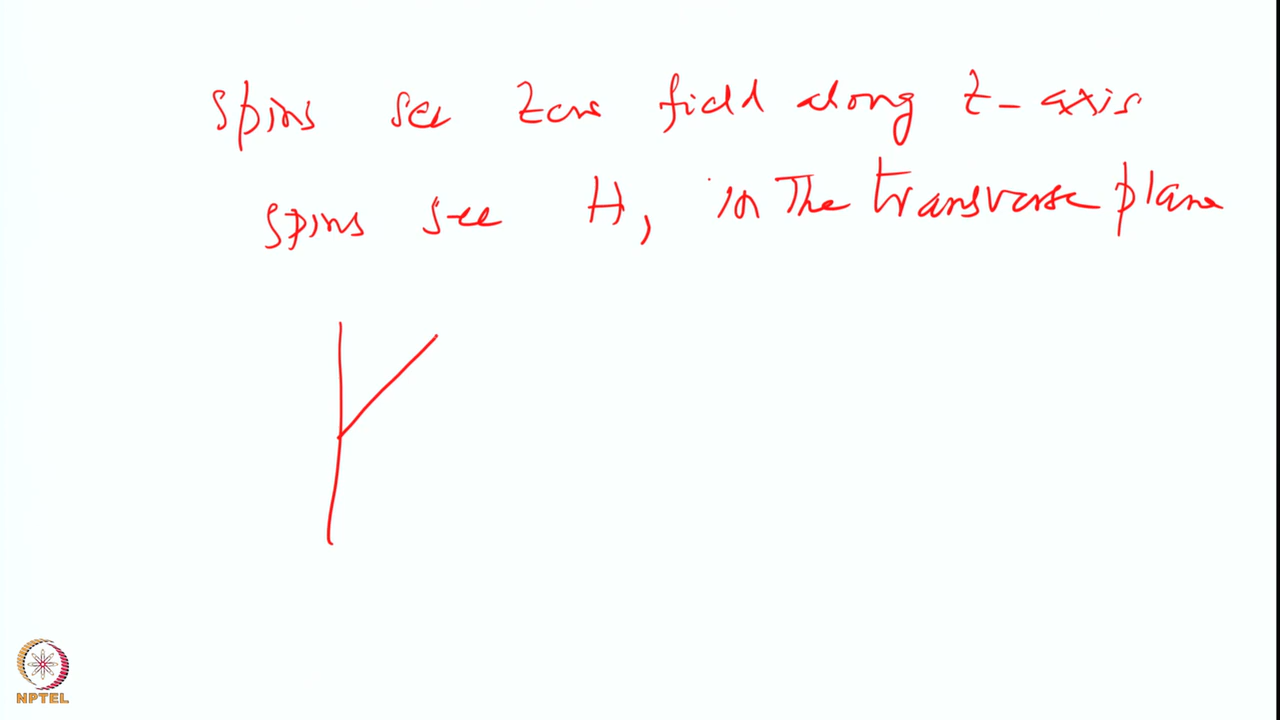 spins see zero field along z-axis
spins see H, in The transverse plane
NPTEL